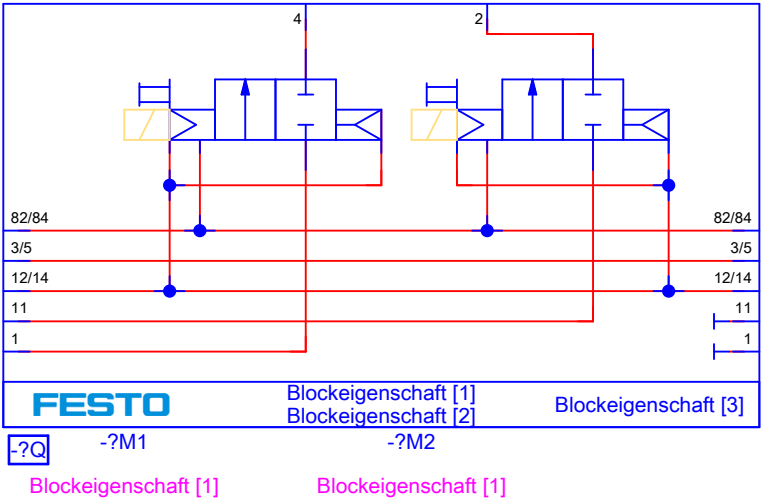 4 2
82/84 82/84
3/5 3/5
12/14 12/14
11 11
1 1
FESTO
Blockeigenschaft [1]
Blockeigenschaft [2]
Blockeigenschaft [3]
-?Q -?M1 -?M2
Blockeigenschaft [1] Blockeigenschaft [1]